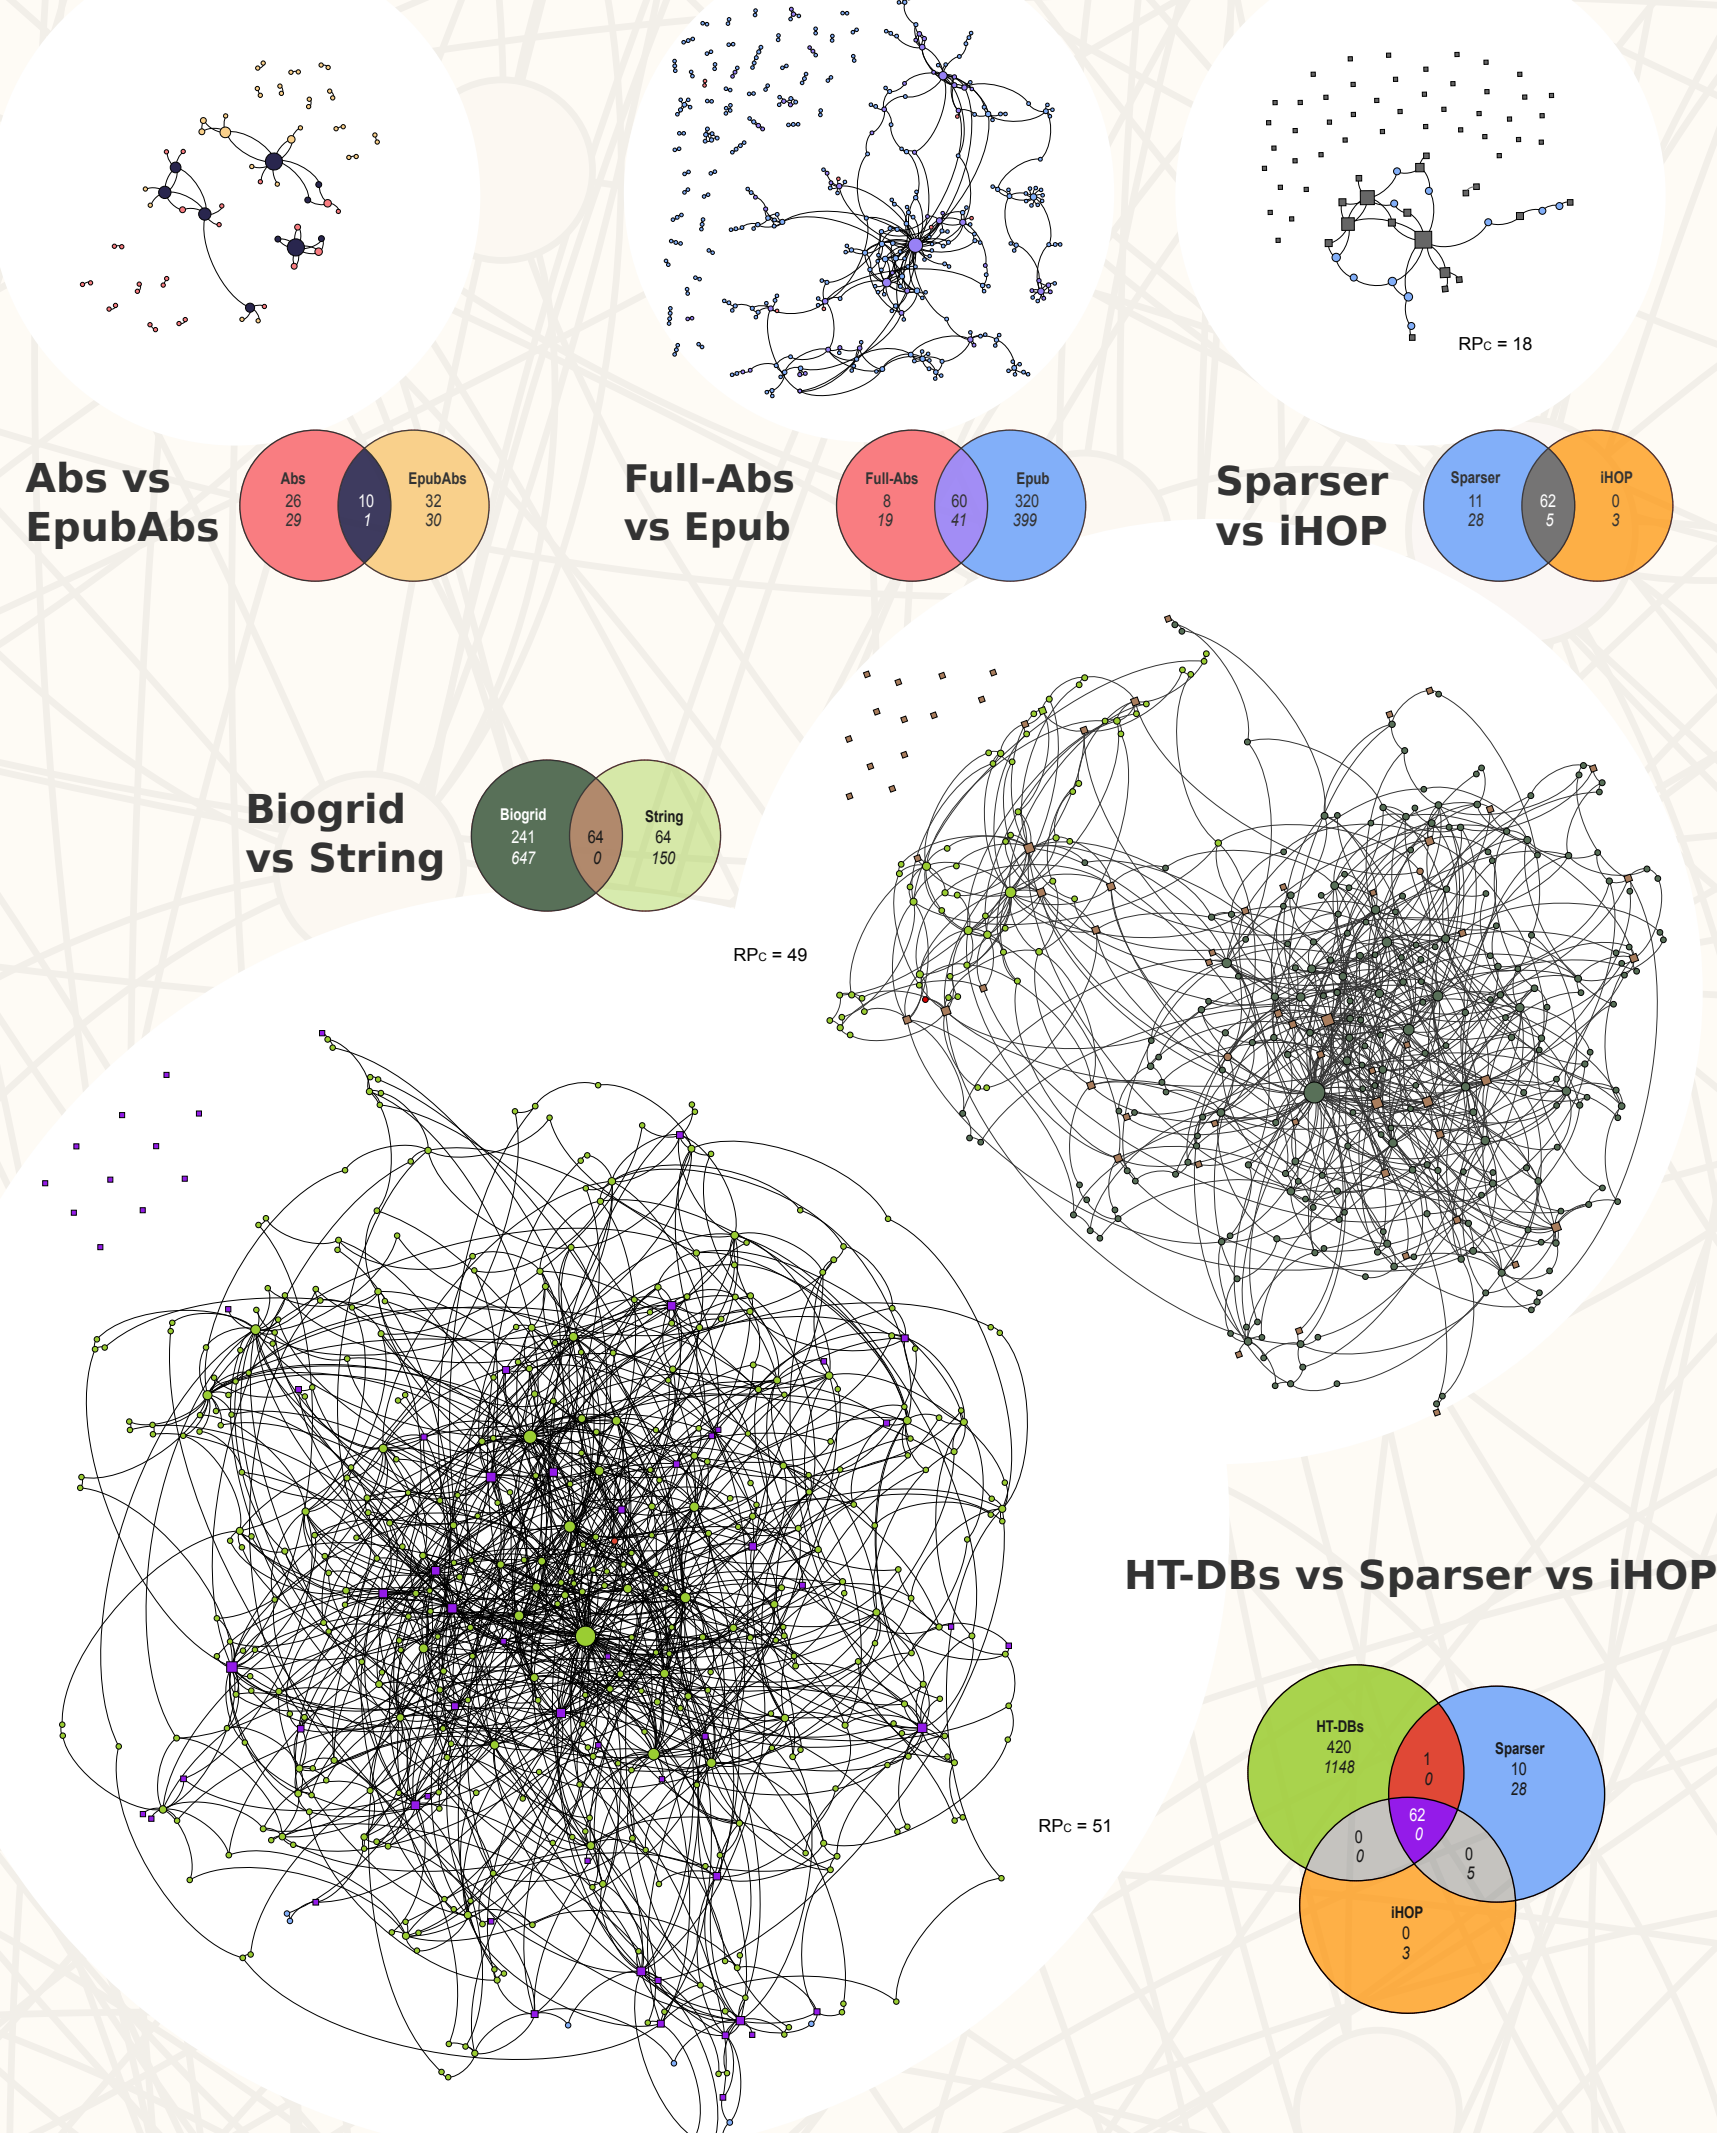 RPC = 18
Abs vs
EpubAbs
Abs
26
29
10
1
EpubAbs
32
30
Full-Abs
vs Epub
Full-Abs
8
19
60
41
Epub
320
399
Sparser
vs iHOP
Sparser
11
28
62
5
iHOP
0
3
Biogrid
vs String
Biogrid
241
647
64
0
String
64
150
RPC = 49
HT-DBs vs Sparser vs iHOP
HT-DBs
420
1148
1
0
Sparser
10
28
62
0
0
0
0
5
iHOP
0
3
RPC = 51